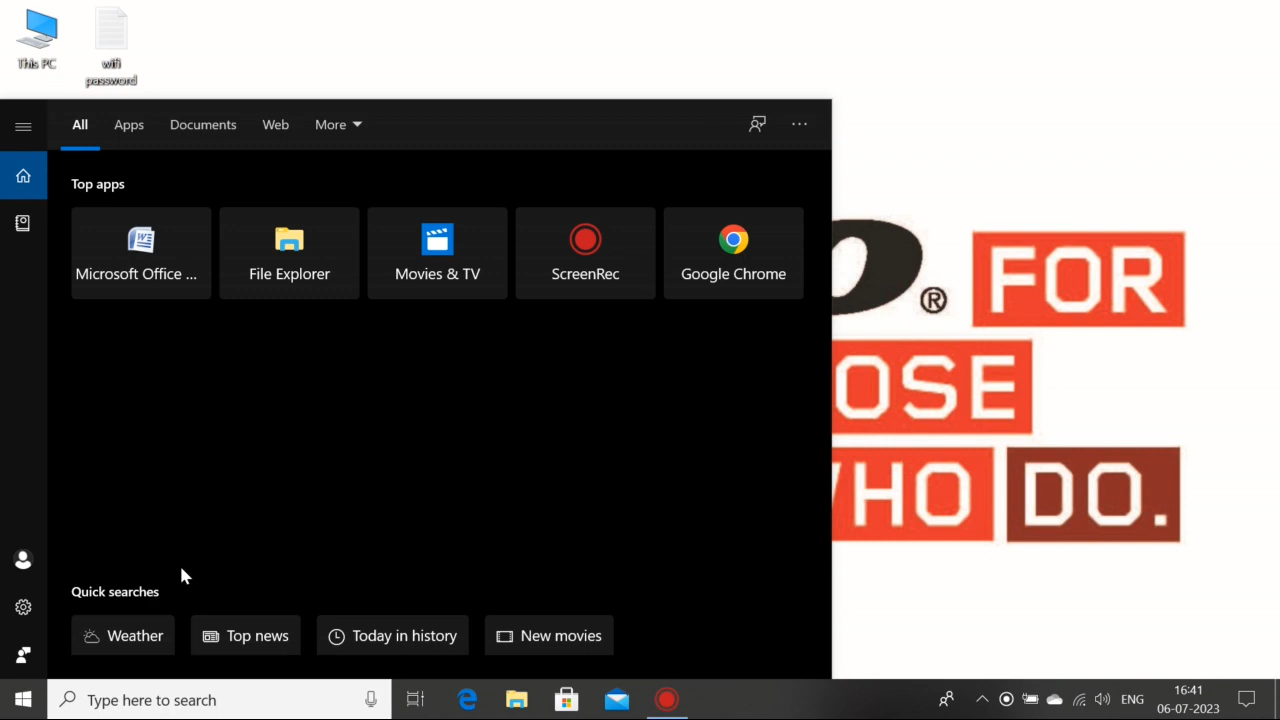 This PC
wifi
password
All Apps Documents Web More
Top apps
Microsoft Office ...
File Explorer
Movies & TV
ScreenRec
Google Chrome
® FOR
OSE
WHO DO.
Quick searches
Weather
Top news
Today in history
New movies
Type here to search
ENG
16:41
06-07-2023